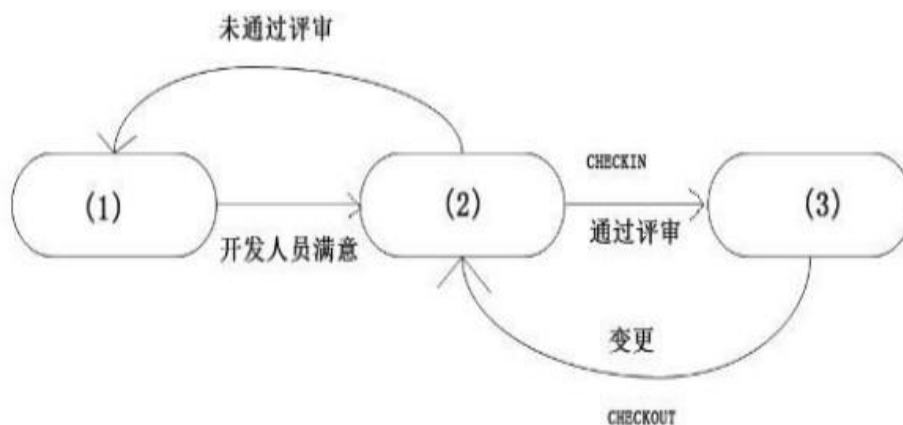 未通过评审
(1)
开发人员满意
(2)
CHECKIN
通过评审
(3)
变更
CHECKOUT